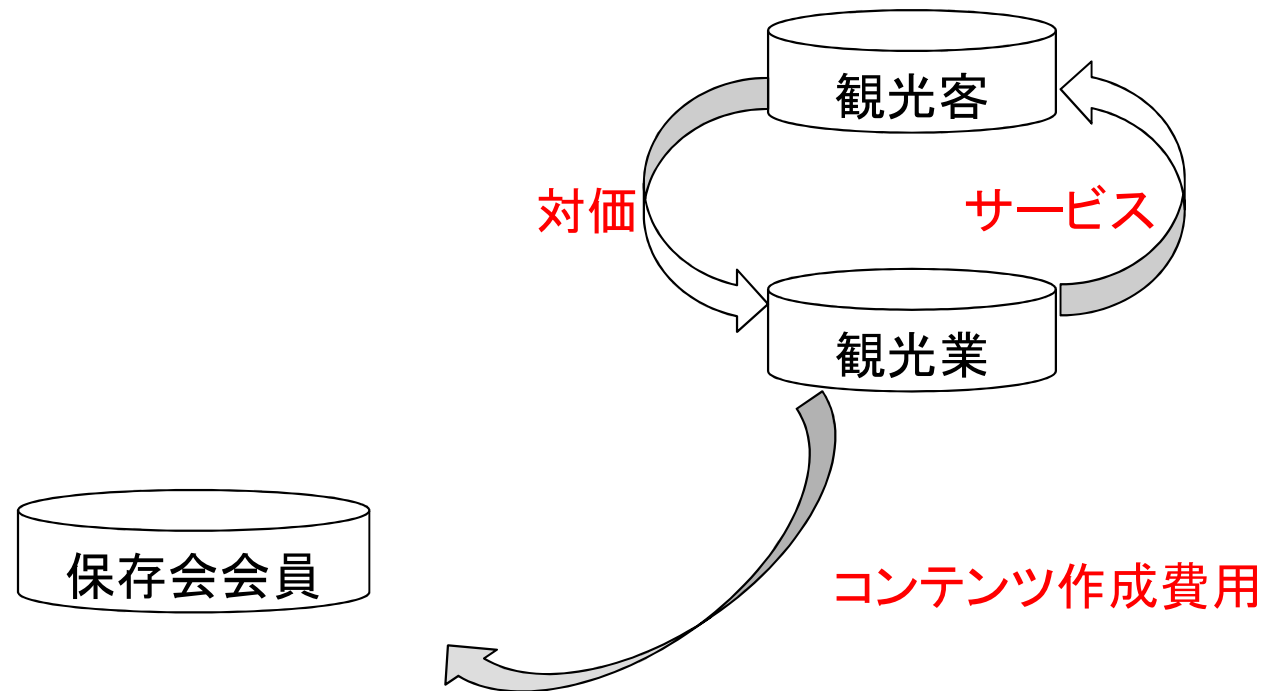 観光客
対価
サービス
観光業
保存会会員
コンテンツ作成費用